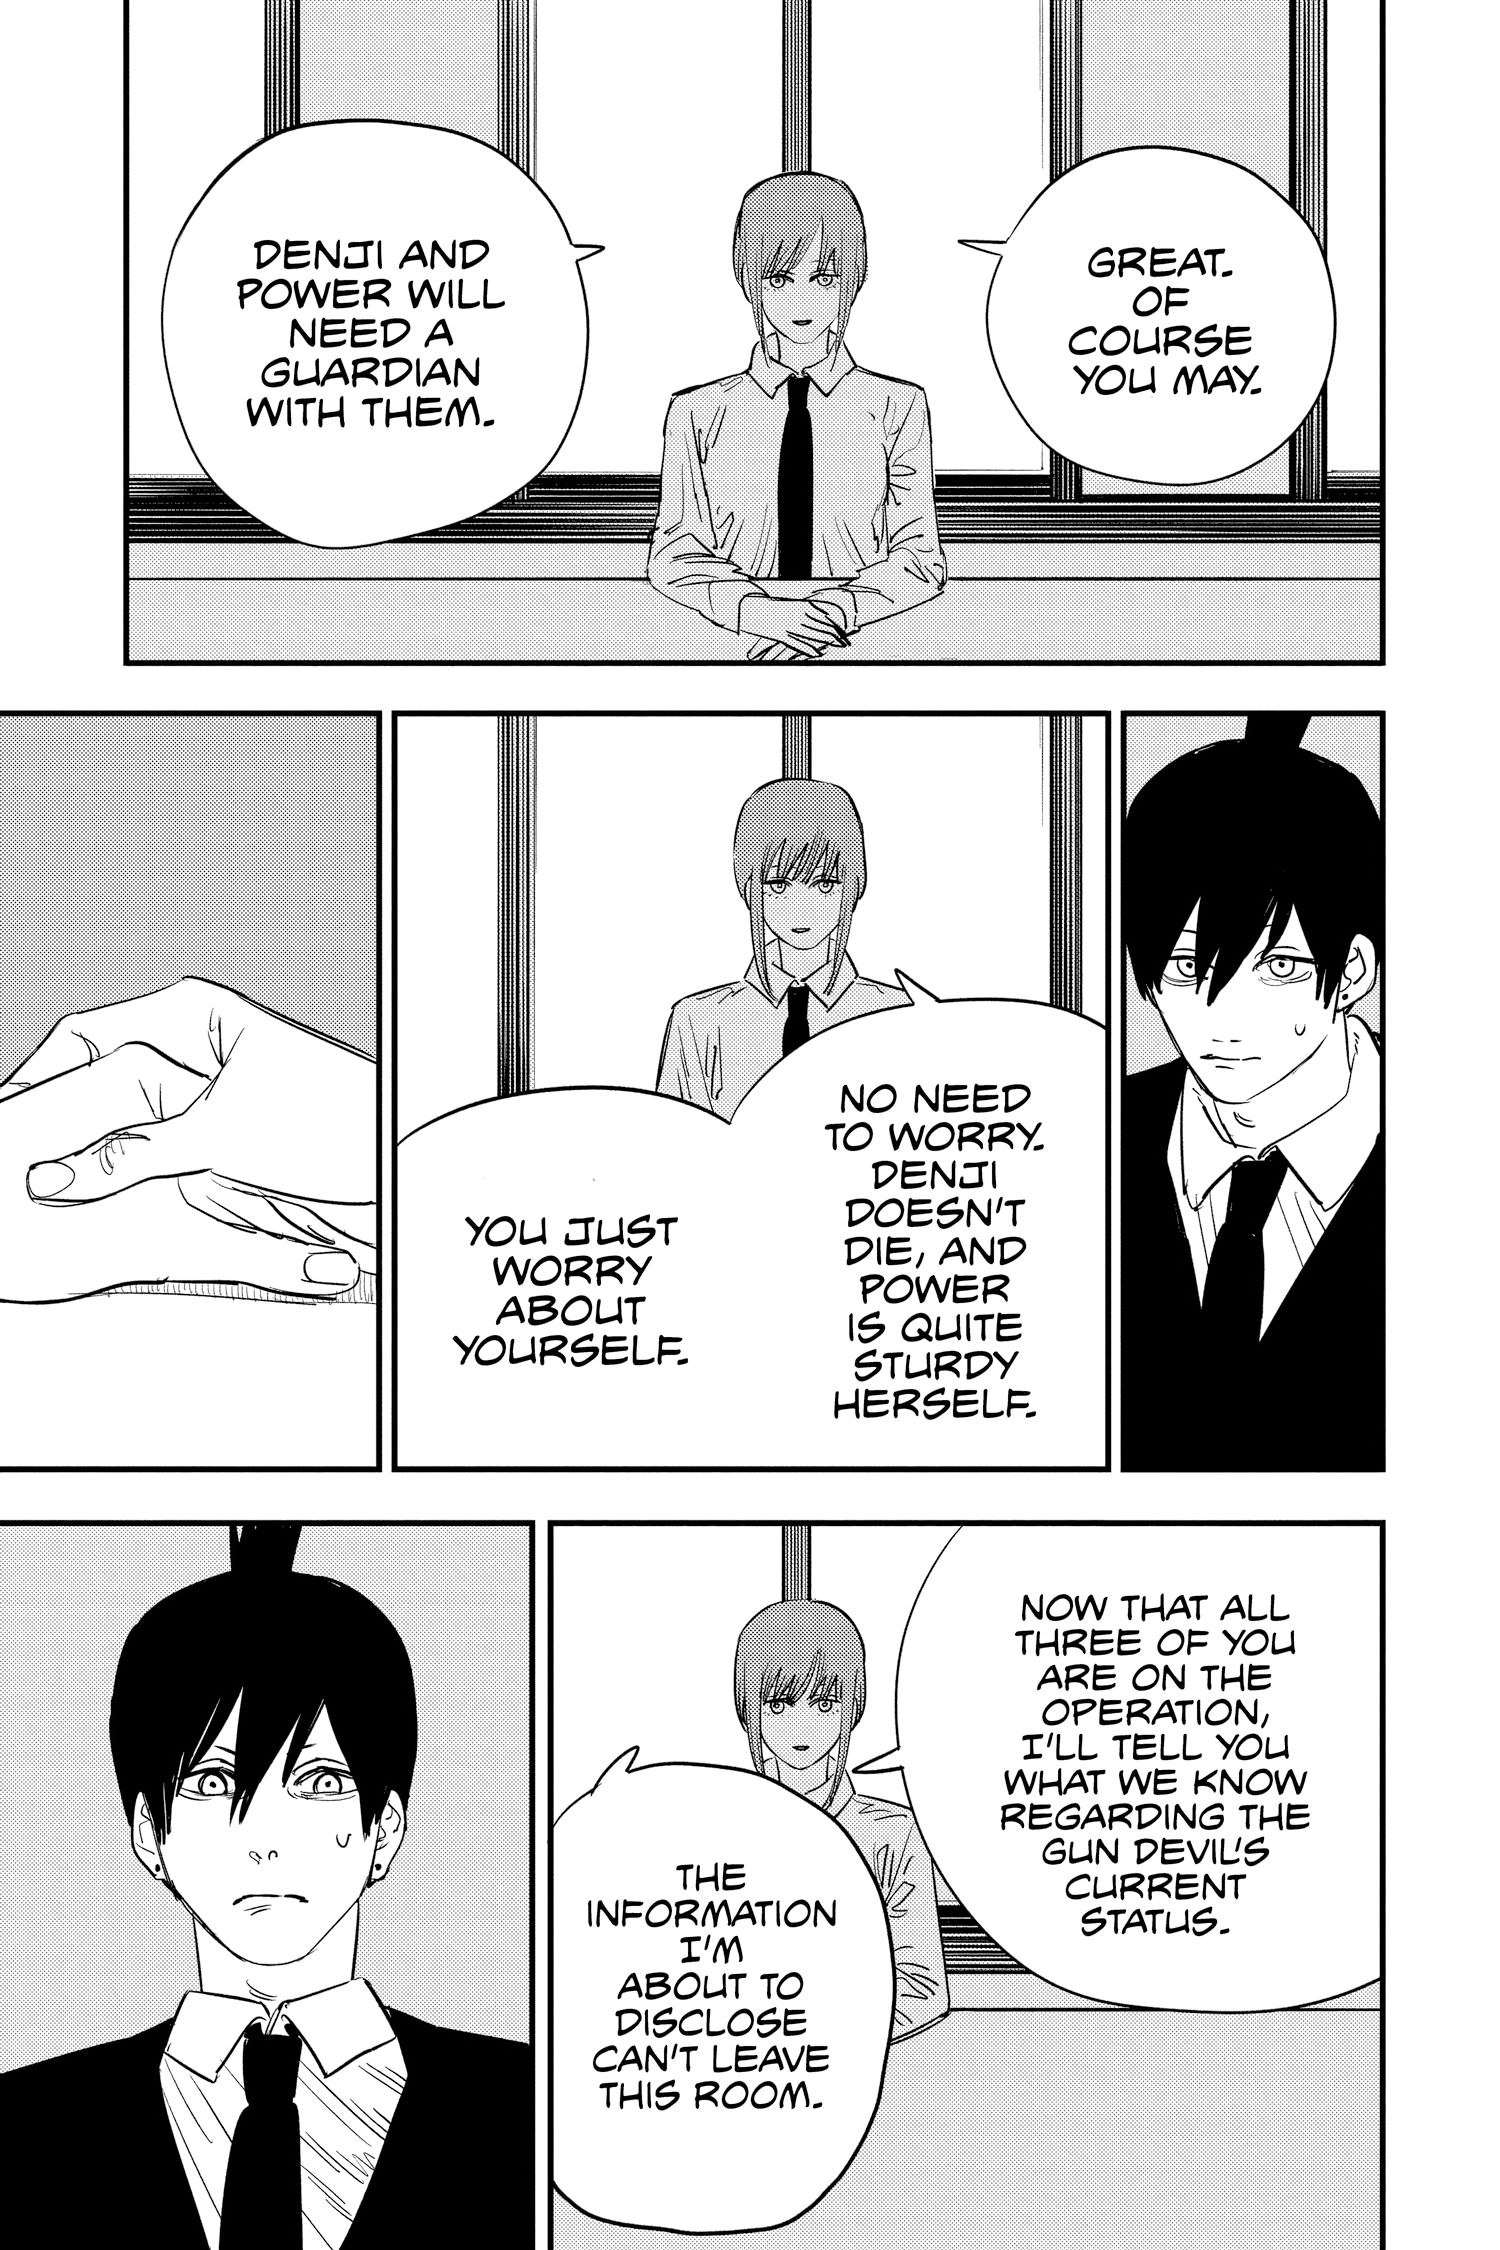 GREAT.
OF
COURSE
YOU MAY.
DENJI AND
POWER WILL
NEED A
GUARDIAN
WITH THEM.
NO NEED
TO WORRY.
DENJI
DOESN'T
DIE, AND
POWER
IS QUITE
STURDY
HERSELF.
YOU JUST
WORRY
ABOUT
YOURSELF.
NOW THAT ALL
THREE OF YOU
ARE ON THE
OPERATION,
I'LL TELL YOU
WHAT WE KNOW
REGARDING THE
GUN DEVIL'S
CURRENT
STATUS.
THE
INFORMATION
I'M
ABOUT TO
DISCLOSE
CAN'T LEAVE
THIS ROOM.